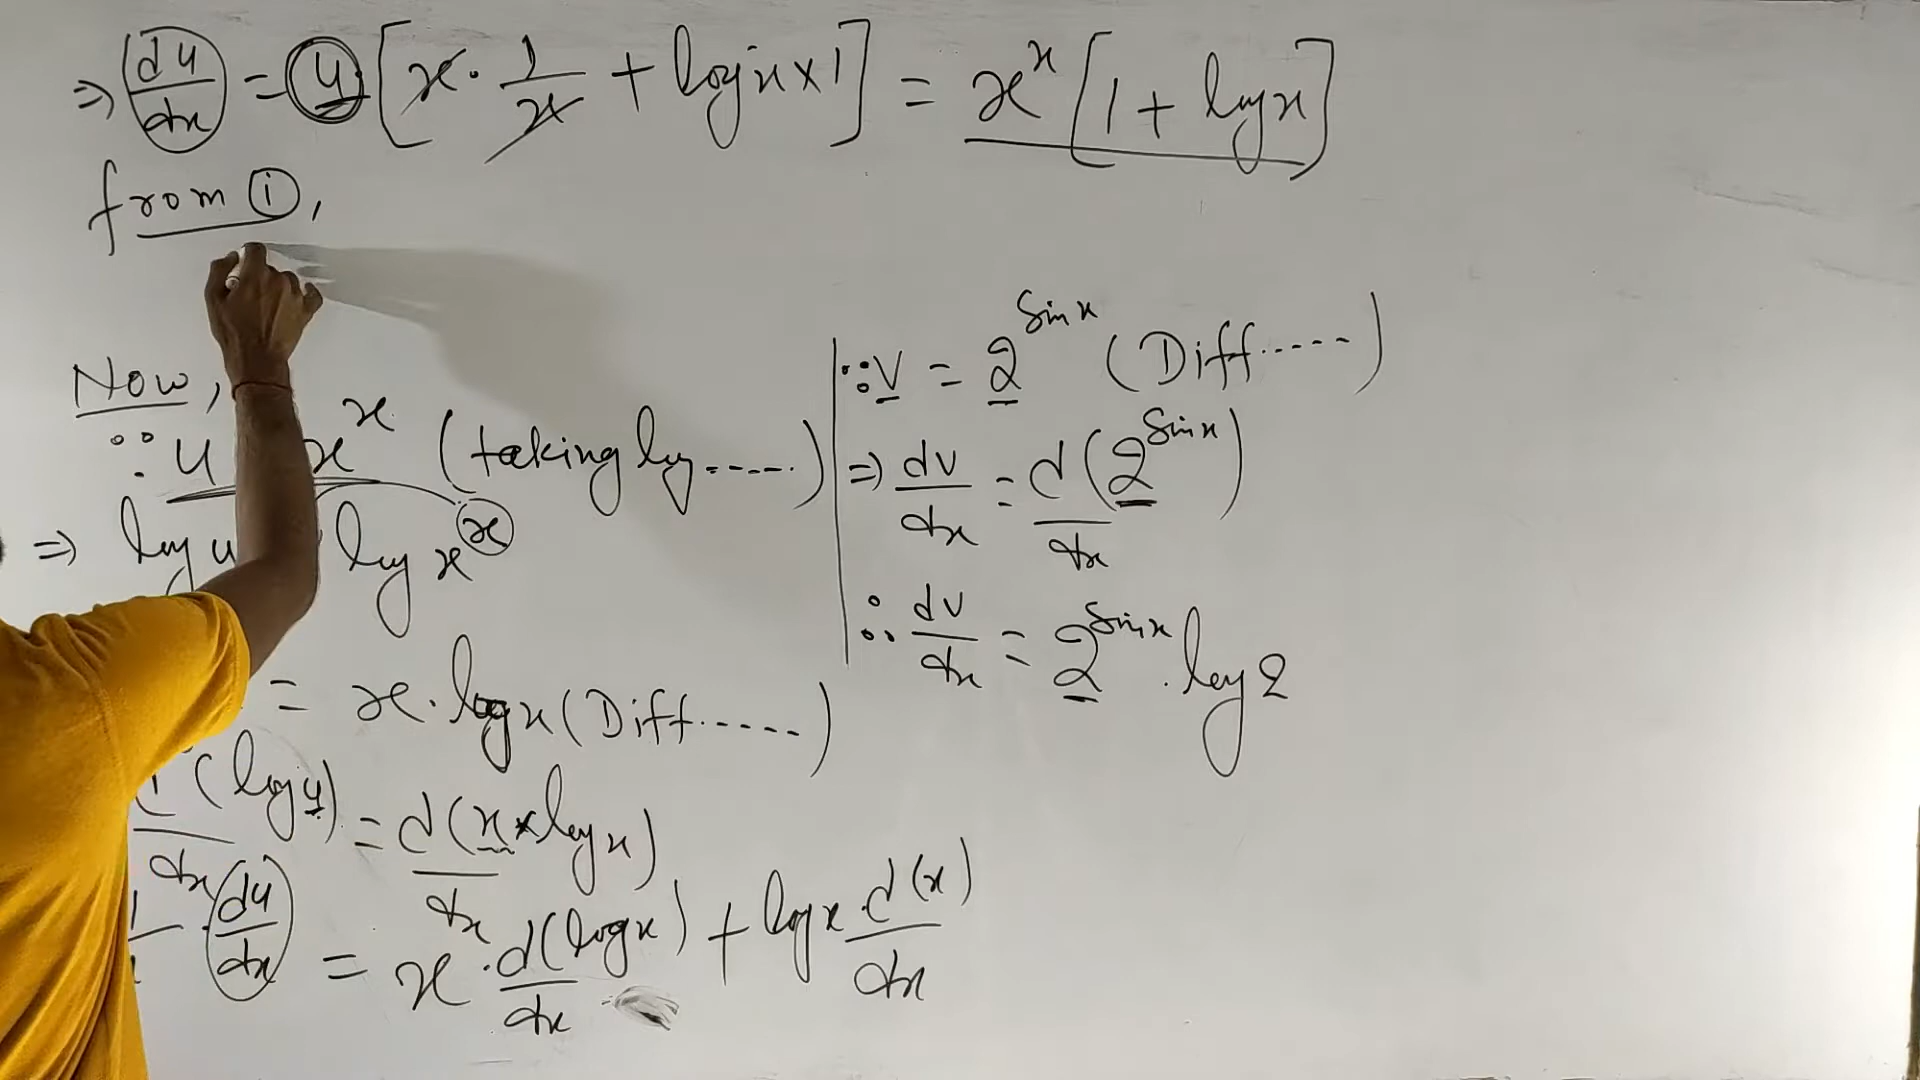 ⇒ du/dx = u [x · 1/x + log x × 1] = x^x [1 + log x]
from ⓘ,
Now,
∵ u x^x (taking log ------)
⇒ log u log x^x
= x · log x (Diff ------)
(log u) = d(x × log x)
dx dx
du/dx = x · d(log x)/dx + log x · d(x)/dx
∵ v = 2^sin x (Diff ------)
⇒ dv/dx = d(2^sin x)/dx
∴ dv/dx = 2^sin x . log 2